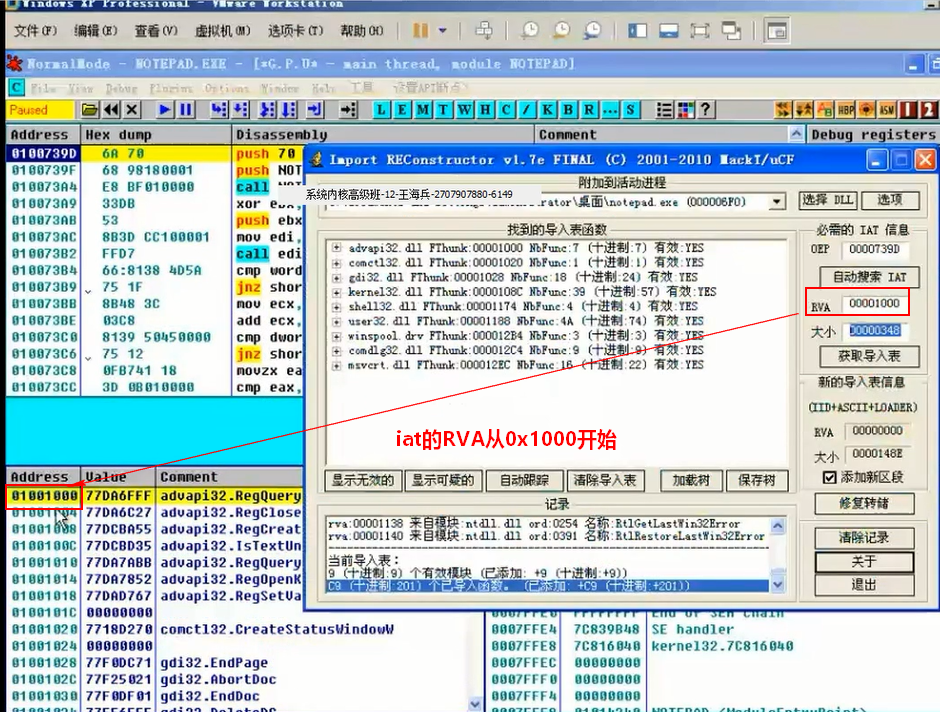 Windows XP Professional - VMware Workstation
文件(F) 编辑(E) 查看(V) 虚拟机(M) 选项卡(T) 帮助(H)
NormalMode - NOTEPAD.EXE - [*G.P.U* - main thread, module NOTEPAD]
C File View Debug Plugins Options Window Help 工具
Paused
L E M T W H C / K B R ... S
?
Address Hex dump Disassembly Comment Debug registers
0100739D 6A 70 push 70
0100739F 68 98180001 push
010073A4 E8 BF010000 call
010073A9 33DB xor
010073AB 53 push ebx
010073AC 8B3D CC100001 mov edi,
010073B2 FFD7 call edi
010073B4 66:8138 4D5A cmp word
010073B9 75 1F jnz shor
010073BB 8B48 3C mov ecx,
010073BE 03C8 add ecx,
010073C0 8139 50450000 cmp dwor
010073C6 75 12 jnz shor
010073C8 0FB741 18 movzx ea
010073CC 3D 0B010000 cmp eax,
Import REConstructor v1.7e FINAL (C) 2001-2010 MackT/uCF
附加到活动进程
系统内核高级班-12-王海兵-2707907880-6149
rator\桌面\notepad.exe (000006F0)
选择 DLL
选项
找到的导入表函数
advapi32.dll FThunk:00001000 NbFunc:7 (十进制:7) 有效:YES
comctl32.dll FThunk:00001020 NbFunc:1 (十进制:1) 有效:YES
gdi32.dll FThunk:00001028 NbFunc:18 (十进制:24) 有效:YES
kernel32.dll FThunk:0000108C NbFunc:39 (十进制:57) 有效:YES
shell32.dll FThunk:00001174 NbFunc:4 (十进制:4) 有效:YES
user32.dll FThunk:00001188 NbFunc:4A (十进制:74) 有效:YES
winspool.drv FThunk:000012B4 NbFunc:3 (十进制:3) 有效:YES
comdlg32.dll FThunk:000012C4 NbFunc:9 (十进制:9) 有效:YES
msvcrt.dll FThunk:000012EC NbFunc:16 (十进制:22) 有效:YES
iat的RVA从0x1000开始
显示无效的
显示可疑的
自动跟踪
清除导入表
加载树
保存树
必需的 IAT 信息
OEP 0000739D
自动搜索 IAT
RVA 00001000
大小 00000348
获取导入表
新的导入表信息
(IID+ASCII+LOADER)
RVA 00000000
大小 0000148E
添加新区段
修复转储
记录
rva:00001138 来自模块:ntdll.dll ord:0254 名称:RtlGetLastWin32Error
rva:00001140 来自模块:ntdll.dll ord:0391 名称:RtlRestoreLastWin32Error
当前导入表:
9 (十进制:9) 个有效模块 (已添加: +9 (十进制:+9))
C9 (十进制:201) 个已导入函数。 (已添加: +C9 (十进制:+201))
清除记录
关于
退出
Address Value Comment
01001000 77DA6FFF advapi32.RegQuery
01001004 77DA6C27 advapi32.RegClose
01001008 77DCBA55 advapi32.RegCreat
0100100C 77DCBD35 advapi32.IsTextUn
01001010 77DA7ABB advapi32.RegQuery
01001014 77DA7852 advapi32.RegOpenK
01001018 77DAD767 advapi32.RegSetVa
0100101C 00000000
01001020 7718D270 comctl32.CreateStatusWindowW
01001024 00000000
01001028 77F0DC71 gdi32.EndPage
0100102C 77F25021 gdi32.AbortDoc
01001030 77F0DF01 gdi32.EndDoc
0007FFE0 FFFFFFFF End of SEH chain
0007FFE4 7C839B48 SE handler
0007FFE8 7C816040 kernel32.7C816040
0007FFEC 00000000
0007FFF0 00000000
0007FFF4 00000000